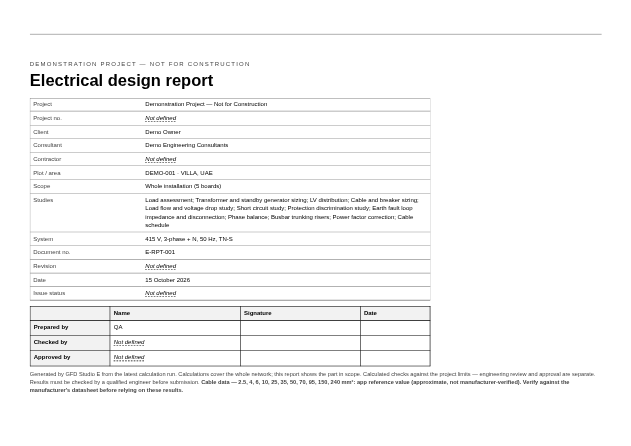 DEMONSTRATION PROJECT — NOT FOR CONSTRUCTION
Electrical design report
Project Demonstration Project — Not for Construction
Project no. Not defined
Client Demo Owner
Consultant Demo Engineering Consultants
Contractor Not defined
Plot / area DEMO-001 · VILLA, UAE
Scope Whole installation (5 boards)
Studies Load assessment; Transformer and standby generator sizing; LV distribution; Cable and breaker sizing;
Load flow and voltage drop study; Short circuit study; Protection discrimination study; Earth fault loop
impedance and disconnection; Phase balance; Busbar trunking risers; Power factor correction; Cable
schedule
System 415 V, 3-phase + N, 50 Hz, TN-S
Document no. E-RPT-001
Revision Not defined
Date 15 October 2026
Issue status Not defined
Name Signature Date
Prepared by QA
Checked by Not defined
Approved by Not defined
Generated by GFD Studio E from the latest calculation run. Calculations cover the whole network; this report shows the part in scope. Calculated checks against the project limits — engineering review and approval are separate.
Results must be checked by a qualified engineer before submission. Cable data — 2.5, 4, 6, 10, 25, 35, 50, 70, 95, 150, 240 mm²: app reference value (approximate, not manufacturer-verified). Verify against the
manufacturer's datasheet before relying on these results.